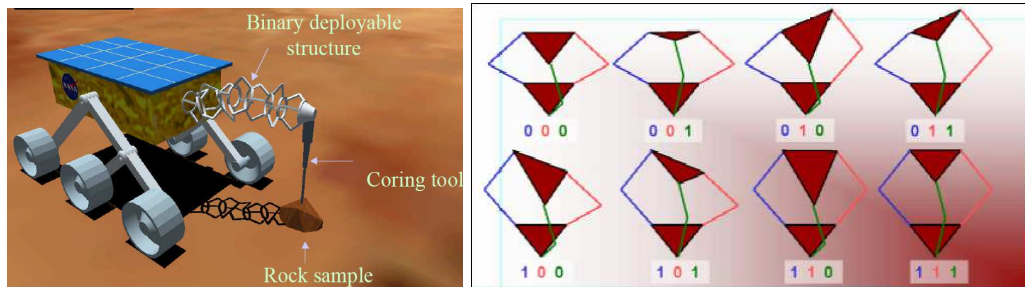 Binary deployable
structure
NASA
Coring tool
Rock sample
0 0 0
0 0 1
0 1 0
0 1 1
1 0 0
1 0 1
1 1 0
1 1 1